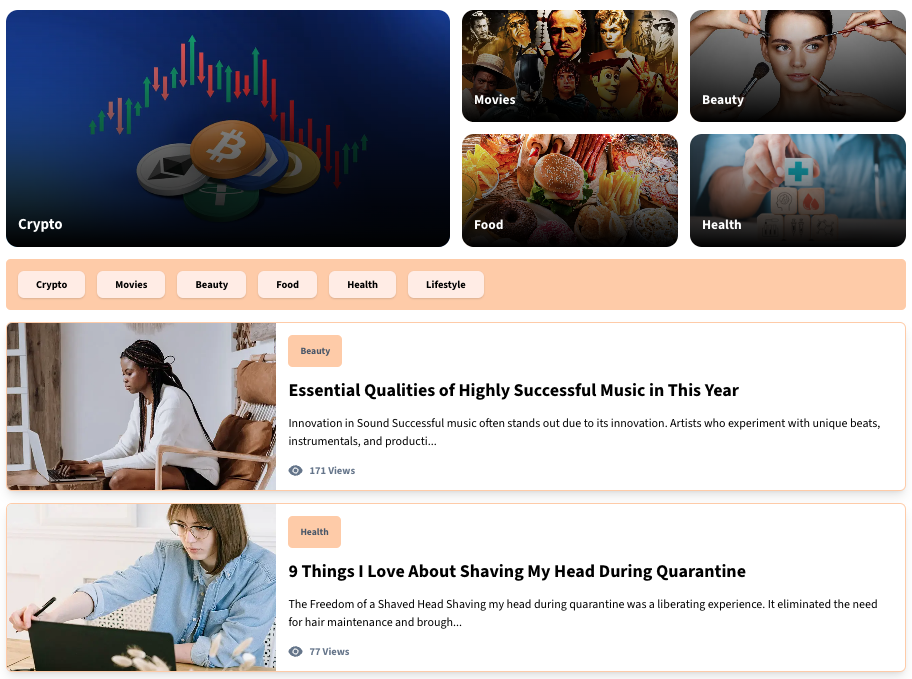 Crypto
Movies
Beauty
Food
Health
Crypto
Movies
Beauty
Food
Health
Lifestyle
Beauty
Essential Qualities of Highly Successful Music in This Year
Innovation in Sound Successful music often stands out due to its innovation. Artists who experiment with unique beats,
instrumentals, and producti...
171 Views
Health
9 Things I Love About Shaving My Head During Quarantine
The Freedom of a Shaved Head Shaving my head during quarantine was a liberating experience. It eliminated the need
for hair maintenance and brough...
77 Views